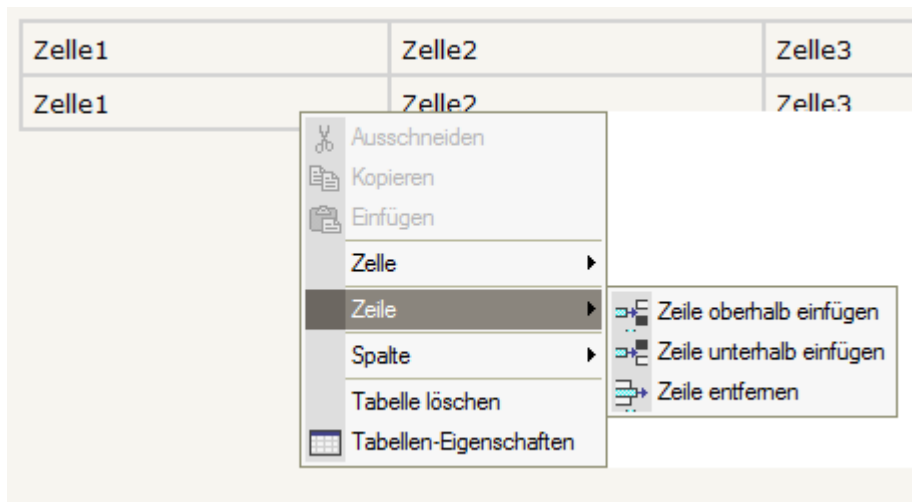 Zelle1 Zelle2 Zelle3
Zelle1 Zelle2 Zelle3
Ausschneiden
Kopieren
Einfügen
Zelle
Zeile
Spalte
Tabelle löschen
Tabellen-Eigenschaften
Zeile oberhalb einfügen
Zeile unterhalb einfügen
Zeile entfernen